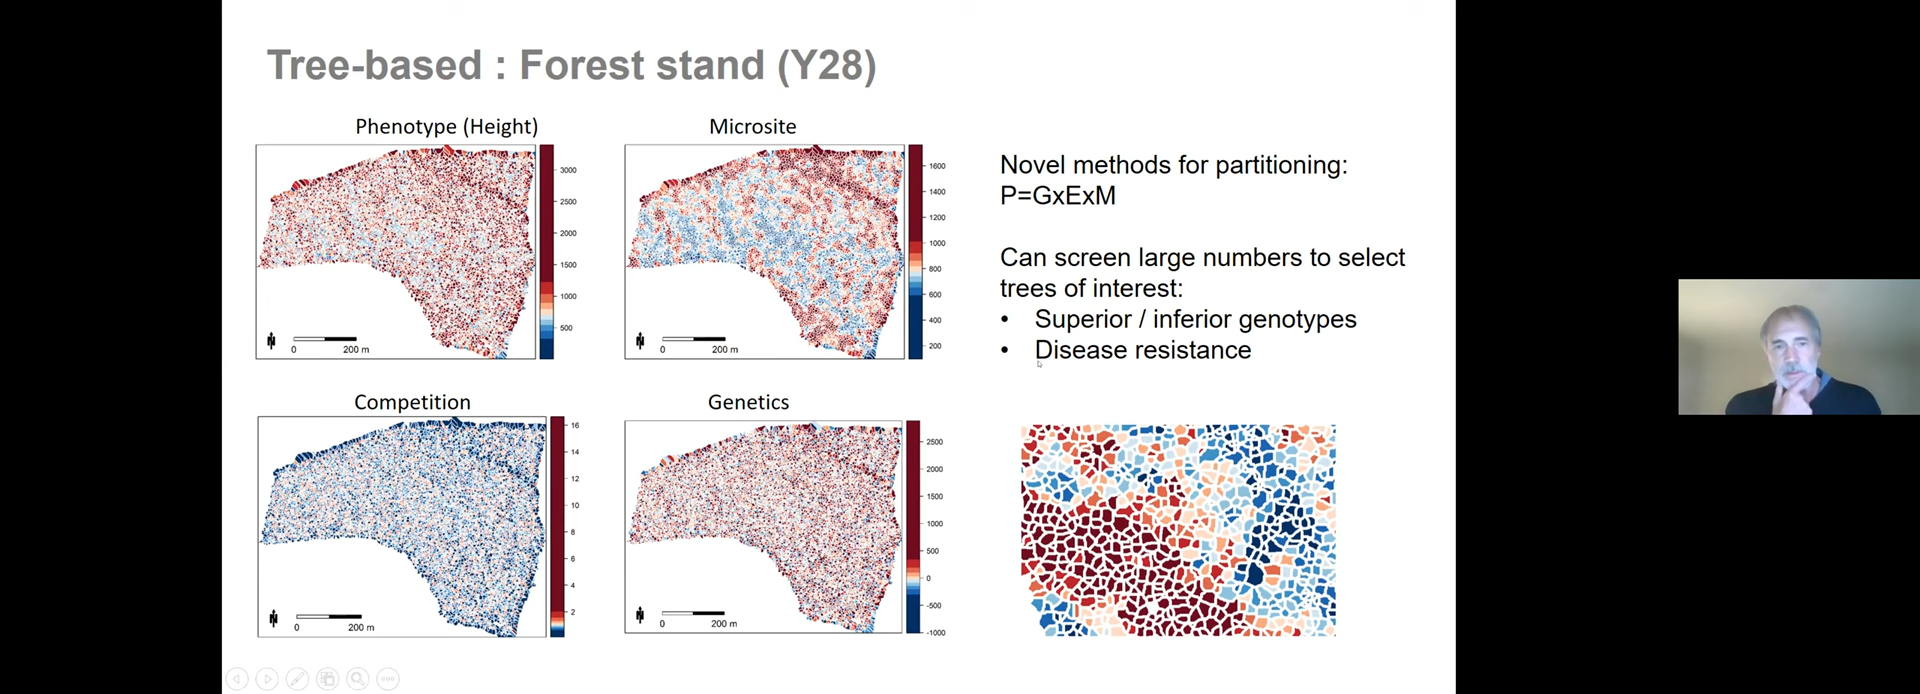 Tree-based : Forest stand (Y28)
Phenotype (Height)
3000
2500
2000
1500
1000
500
0
200 m
Microsite
1600
1400
1200
1000
800
600
400
200
0
200 m
Novel methods for partitioning:
P=GxExM
Can screen large numbers to select
trees of interest:
• Superior / inferior genotypes
• Disease resistance
Competition
16
14
12
10
8
6
4
2
0
200 m
Genetics
2500
2000
1500
1000
500
0
-500
-1000
0
200 m